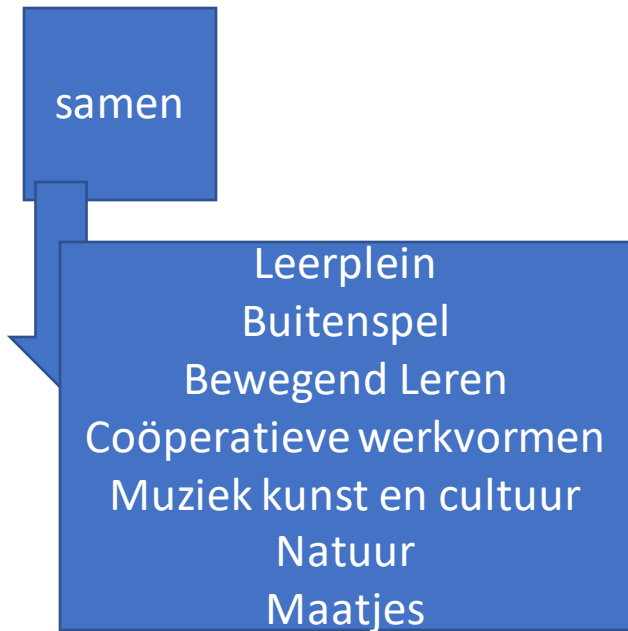 samen
Leerplein
Buitenspel
Bewegend Leren
Coöperatieve werkvormen
Muziek kunst en cultuur
Natuur
Maatjes